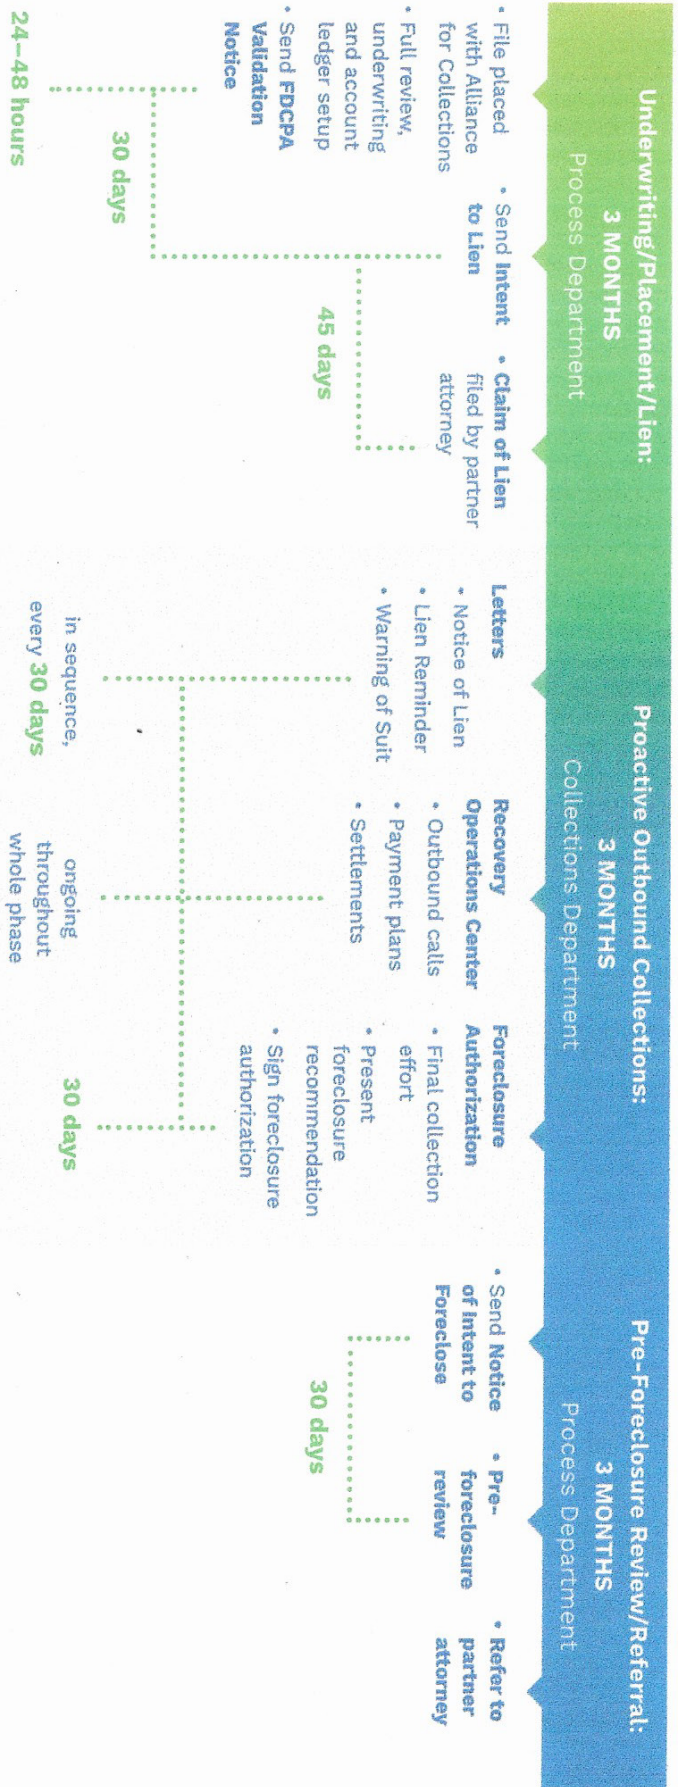 Underwriting/Placement/Lien:
3 MONTHS
Process Department
• File placed
with Alliance
for Collections
• Full review,
underwriting
and account
ledger setup
• Send FDCPA
Validation
Notice
24–48 hours
30 days
• Send Intent
to Lien
45 days
• Claim of Lien
filed by partner
attorney
Proactive Outbound Collections:
3 MONTHS
Collections Department
Letters
• Notice of Lien
• Lien Reminder
• Warning of Suit
in sequence,
every 30 days
Recovery
Operations Center
• Outbound calls
• Payment plans
• Settlements
ongoing
throughout
whole phase
Foreclosure
Authorization
• Final collection
effort
• Present
foreclosure
recommendation
• Sign foreclosure
authorization
30 days
Pre-Foreclosure Review/Referral:
3 MONTHS
Process Department
• Send Notice
of Intent to
Foreclose
30 days
• Pre-
foreclosure
review
• Refer to
partner
attorney